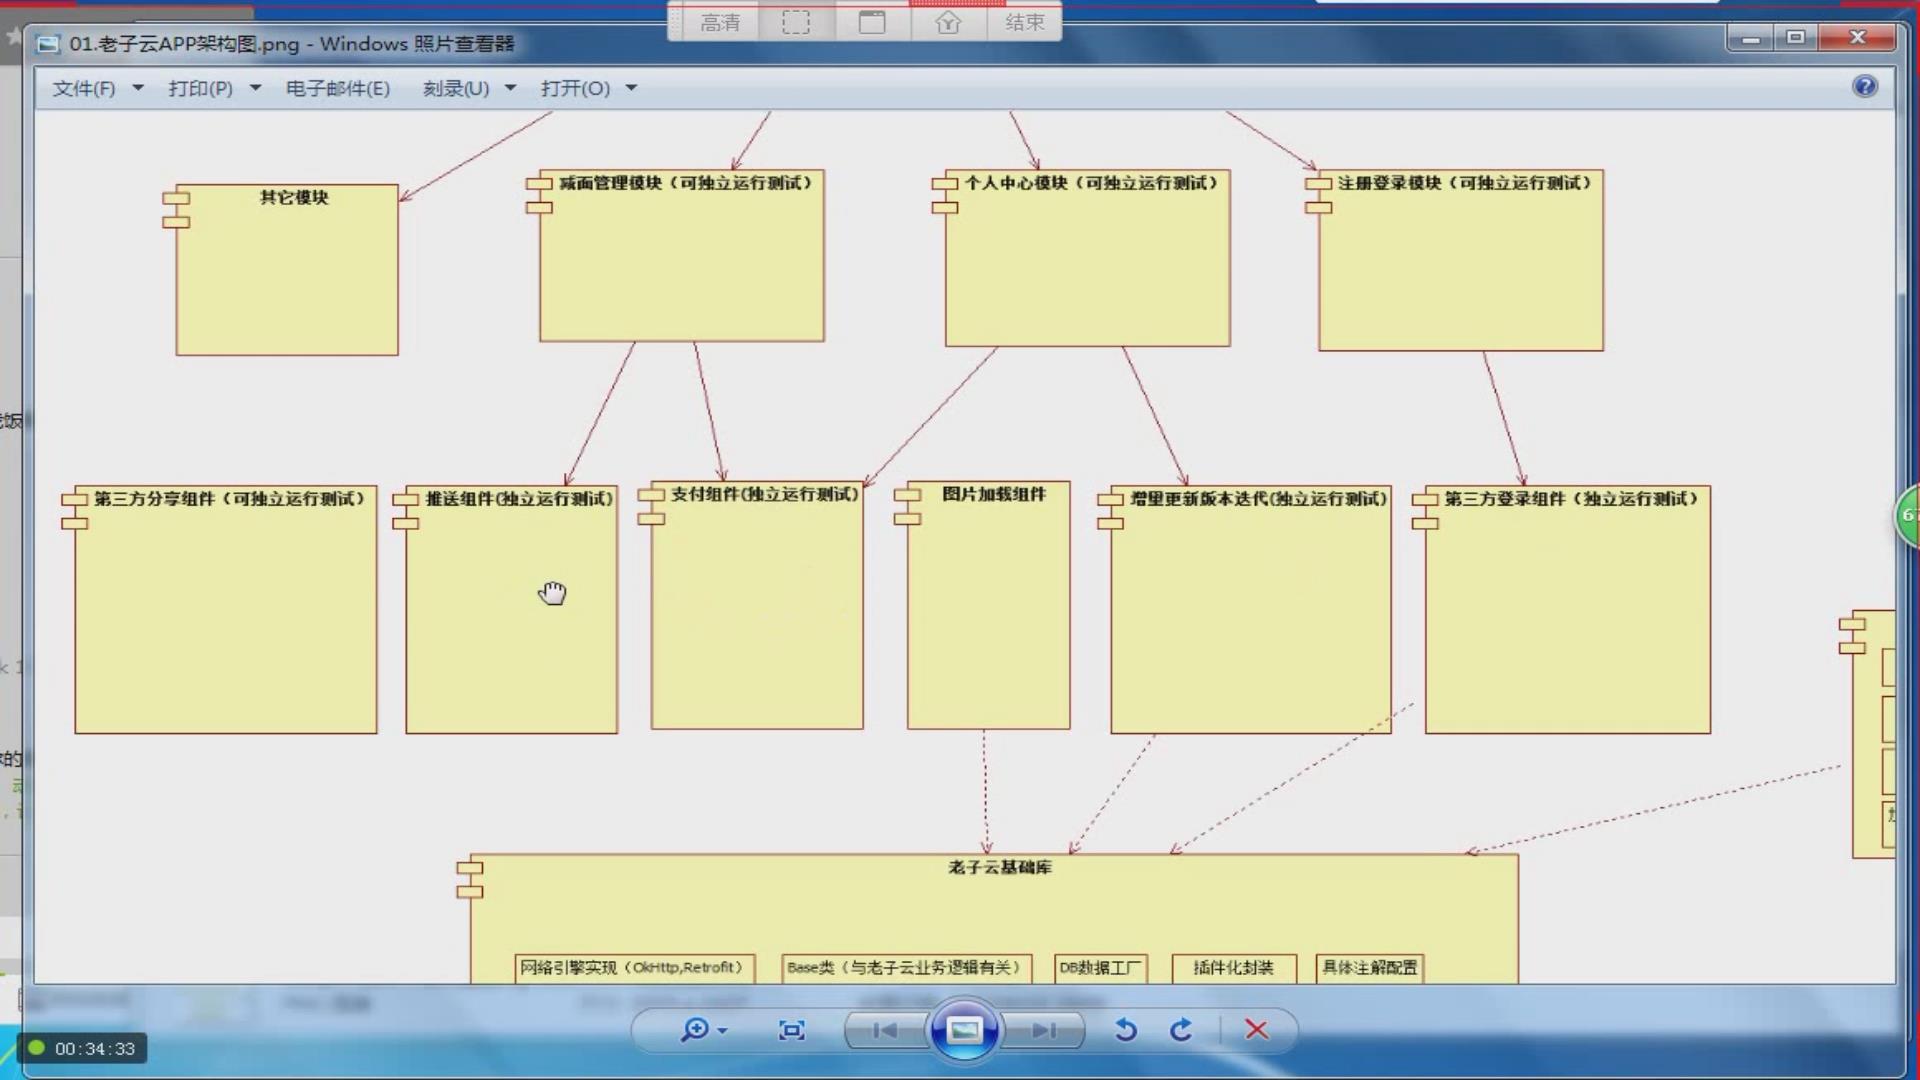 高清
结束
01.老子云APP架构图.png - Windows 照片查看器
文件(F)
打印(P)
电子邮件(E)
刻录(U)
打开(O)
其它模块
减面管理模块（可独立运行测试）
个人中心模块（可独立运行测试）
注册登录模块（可独立运行测试）
第三方分享组件（可独立运行测试）
推送组件(独立运行测试)
支付组件(独立运行测试)
图片加载组件
增里更新版本迭代(独立运行测试)
第三方登录组件（独立运行测试）
老子云基础库
网络引擎实现（OkHttp,Retrofit）
Base类（与老子云业务逻辑有关）
DB数据工厂
插件化封装
具体注解配置
00:34:33